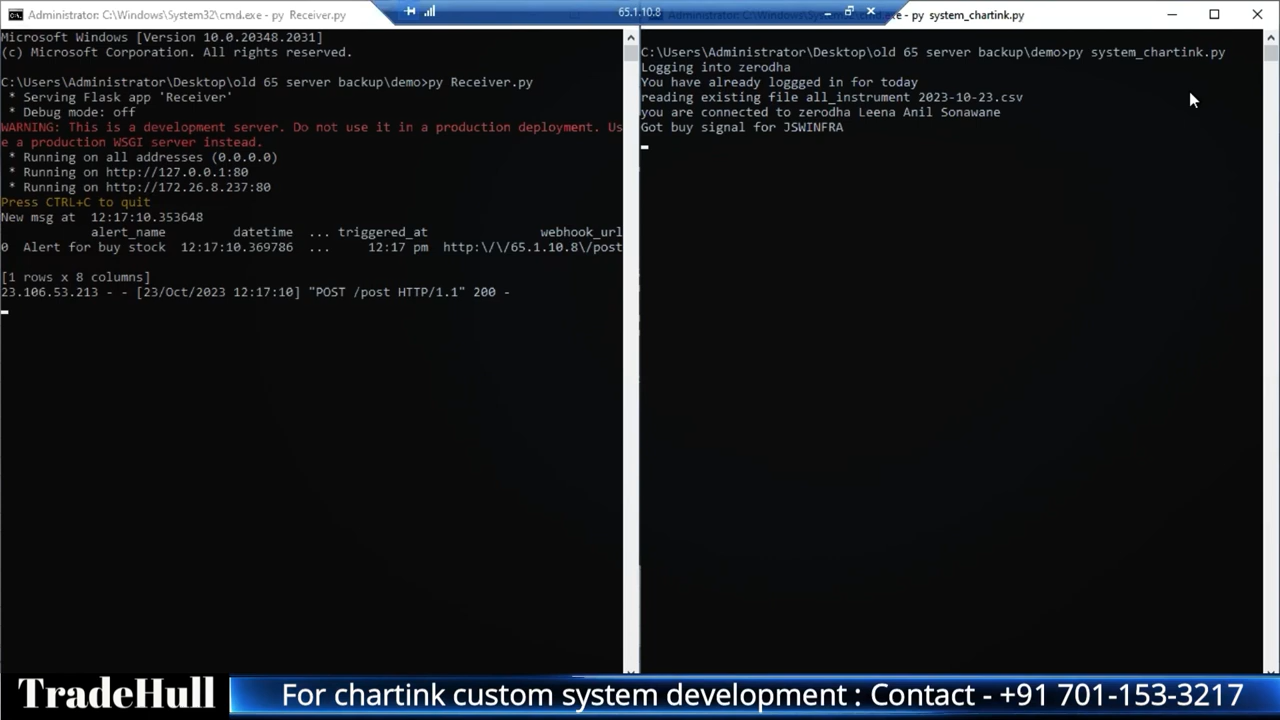 Administrator: C:\Windows\System32\cmd.exe - py Receiver.py
65.1.10.8
Administrator: C:\Windows\System32\cmd.exe - py system_chartink.py
Microsoft Windows [Version 10.0.20348.2031]
(c) Microsoft Corporation. All rights reserved.
C:\Users\Administrator\Desktop\old 65 server backup\demo>py Receiver.py
* Serving Flask app 'Receiver'
* Debug mode: off
WARNING: This is a development server. Do not use it in a production deployment. Us
e a production WSGI server instead.
* Running on all addresses (0.0.0.0)
* Running on http://127.0.0.1:80
* Running on http://172.26.8.237:80
Press CTRL+C to quit
New msg at 12:17:10.353648
alert_name datetime ... triggered_at webhook_url
0 Alert for buy stock 12:17:10.369786 ... 12:17 pm http:\/\/65.1.10.8\/post
[1 rows x 8 columns]
23.106.53.213 - - [23/Oct/2023 12:17:10] "POST /post HTTP/1.1" 200 -
C:\Users\Administrator\Desktop\old 65 server backup\demo>py system_chartink.py
Logging into zerodha
You have already loggged in for today
reading existing file all_instrument 2023-10-23.csv
you are connected to zerodha Leena Anil Sonawane
Got buy signal for JSWINFRA
TradeHull
For chartink custom system development : Contact - +91 701-153-3217